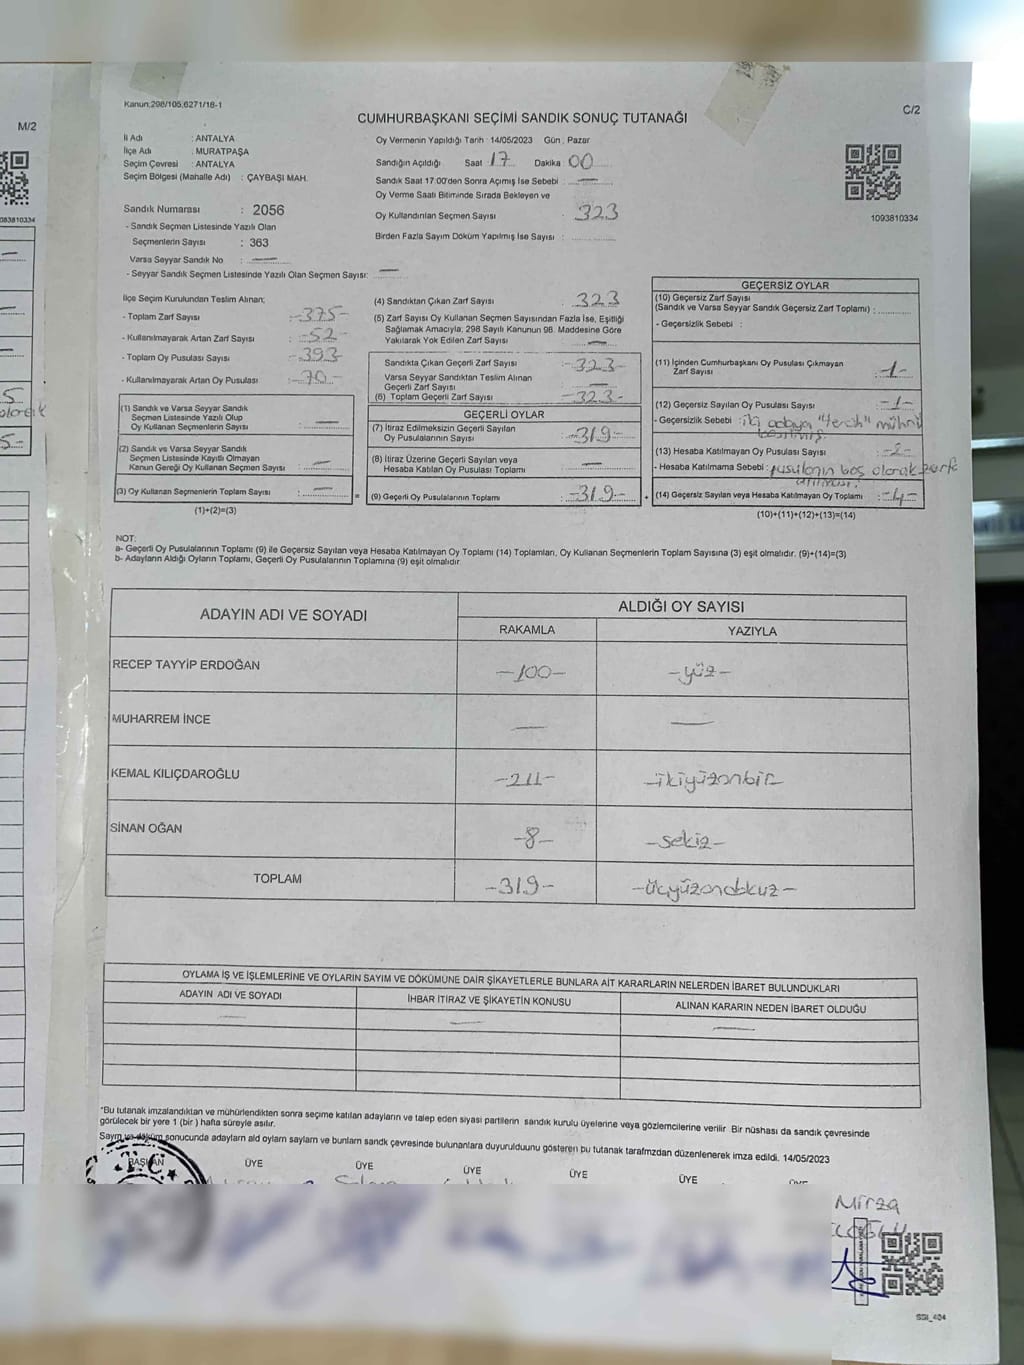 M/2
Kanun;298/105,6271/18-1
C/2
CUMHURBAŞKANI SEÇİMİ SANDIK SONUÇ TUTANAĞI
İli Adı : ANTALYA
İlçe Adı : MURATPAŞA
Seçim Çevresi : ANTALYA
Seçim Bölgesi (Mahalle Adı) : ÇAYBAŞI MAH.
Oy Vermenin Yapıldığı Tarih : 14/05/2023 Gün , Pazar
Sandığın Açıldığı Saat 17 Dakika 00
Sandık Saat 17:00'den Sonra Açımış İse Sebebi : —
Oy Verme Saati Bitiminde Sırada Bekleyen ve
Oy Kullandırılan Seçmen Sayısı : 323
Birden Fazla Sayım Döküm Yapılmış İse Sayısı :
1093810334
Sandık Numarası : 2056
- Sandık Seçmen Listesinde Yazılı Olan
Seçmenlerin Sayısı : 363
Varsa Seyyar Sandık No : —
- Seyyar Sandık Seçmen Listesinde Yazılı Olan Seçmen Sayısı: —
İlçe Seçim Kurulundan Teslim Alınan;
- Toplam Zarf Sayısı : -375-
- Kullanılmayarak Artan Zarf Sayısı : -52-
- Toplam Oy Pusulası Sayısı : -393
- Kullanılmayarak Artan Oy Pusulası : -70-
(1) Sandık ve Varsa Seyyar Sandık
Seçmen Listesinde Yazılı Olup
Oy Kullanan Seçmenlerin Sayısı : —
(2) Sandık ve Varsa Seyyar Sandık
Seçmen Listesinde Kayıtlı Olmayan
Kanun Gereği Oy Kullanan Seçmen Sayısı : —
(3) Oy Kullanan Seçmenlerin Toplam Sayısı : —
(1)+(2)=(3)
(4) Sandıktan Çıkan Zarf Sayısı : 323
(5) Zarf Sayısı Oy Kullanan Seçmen Sayısından Fazla İse, Eşitliği
Sağlamak Amacıyla; 298 Sayılı Kanunun 98. Maddesine Göre
Yakılarak Yok Edilen Zarf Sayısı : —
Sandıkta Çıkan Geçerli Zarf Sayısı : -323-
Varsa Seyyar Sandıktan Teslim Alınan
Geçerli Zarf Sayısı : —
(6) Toplam Geçerli Zarf Sayısı : -323-
GEÇERLİ OYLAR
(7) İtiraz Edilmeksizin Geçerli Sayılan
Oy Pusulalarının Sayısı : -319-
(8) İtiraz Üzerine Geçerli Sayılan veya
Hesaba Katılan Oy Pusulası Toplamı : —
= (9) Geçerli Oy Pusulalarının Toplamı : -319-
GEÇERSİZ OYLAR
(10) Geçersiz Zarf Sayısı
(Sandık ve Varsa Seyyar Sandık Geçersiz Zarf Toplamı) :
- Geçersizlik Sebebi :
(11) İçinden Cumhurbaşkanı Oy Pusulası Çıkmayan
Zarf Sayısı : -1-
(12) Geçersiz Sayılan Oy Pusulası Sayısı : -1-
- Geçersizlik Sebebi : iki adaya "tercih" mührü
basılmış.
(13) Hesaba Katılmayan Oy Pusulası Sayısı : -2-
- Hesaba Katılmama Sebebi : pusulanın boş olarak zarfa
atılması.
+ (14) Geçersiz Sayılan veya Hesaba Katılmayan Oy Toplamı : -4-
(10)+(11)+(12)+(13)=(14)
NOT:
a- Geçerli Oy Pusulalarının Toplamı (9) ile Geçersiz Sayılan veya Hesaba Katılmayan Oy Toplamı (14) Toplamları, Oy Kullanan Seçmenlerin Toplam Sayısına (3) eşit olmalıdır. (9)+(14)=(3)
b- Adayların Aldığı Oyların Toplamı, Geçerli Oy Pusulalarının Toplamına (9) eşit olmalıdır
ADAYIN ADI VE SOYADI ALDIĞI OY SAYISI
RAKAMLA YAZIYLA
RECEP TAYYİP ERDOĞAN -100- -yüz-
MUHARREM İNCE — —
KEMAL KILIÇDAROĞLU -211- -ikiyüzonbir-
SİNAN OĞAN -8- -sekiz-
TOPLAM -319- -üçyüzondokuz-
OYLAMA İŞ VE İŞLEMLERİNE VE OYLARIN SAYIM VE DÖKÜMÜNE DAİR ŞİKAYETLERLE BUNLARA AİT KARARLARIN NELERDEN İBARET BULUNDUKLARI
ADAYIN ADI VE SOYADI İHBAR İTİRAZ VE ŞİKAYETİN KONUSU ALINAN KARARIN NEDEN İBARET OLDUĞU
— — —
*Bu tutanak imzalandıktan ve mühürlendikten sonra seçime katılan adayların ve talep eden siyasi partilerin sandık kurulu üyelerine veya gözlemcilerine verilir Bir nüshası da sandık çevresinde
görülecek bir yere 1 (bir ) hafta süreyle asılır.
Sayım ve döküm sonucunda adayların ald oylarn saylarn ve bunların sandk çevresinde bulunanlara duyurulduunu gösteren bu tutanak tarafmzdan düzenlenerek imza edildi. 14/05/2023
BAŞKAN ÜYE ÜYE ÜYE ÜYE ÜYE
T.C.
Mirza
SSI_404